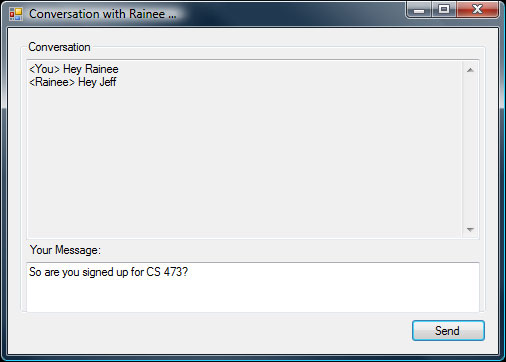 Conversation with Rainee ...
Conversation
<You> Hey Rainee
<Rainee> Hey Jeff
Your Message:
So are you signed up for CS 473?
Send